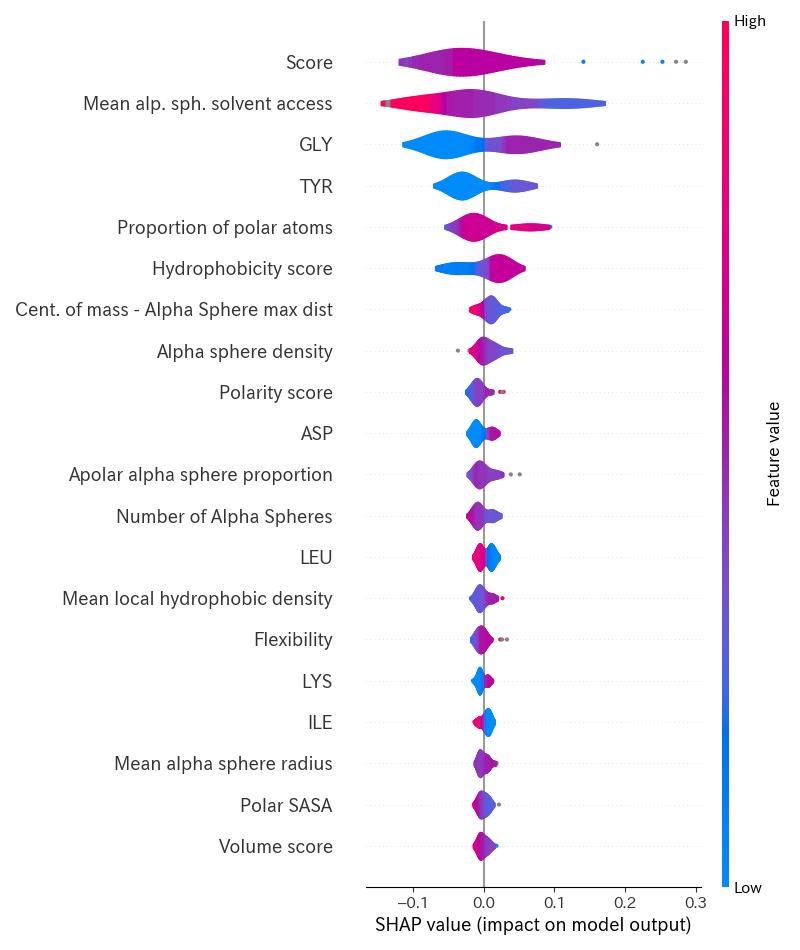 High
Score
Mean alp. sph. solvent access
GLY
TYR
Proportion of polar atoms
Hydrophobicity score
Cent. of mass - Alpha Sphere max dist
Alpha sphere density
Polarity score
ASP
Apolar alpha sphere proportion
Number of Alpha Spheres
LEU
Mean local hydrophobic density
Flexibility
LYS
ILE
Mean alpha sphere radius
Polar SASA
Volume score
Feature value
Low
−0.1 0.0 0.1 0.2 0.3
SHAP value (impact on model output)